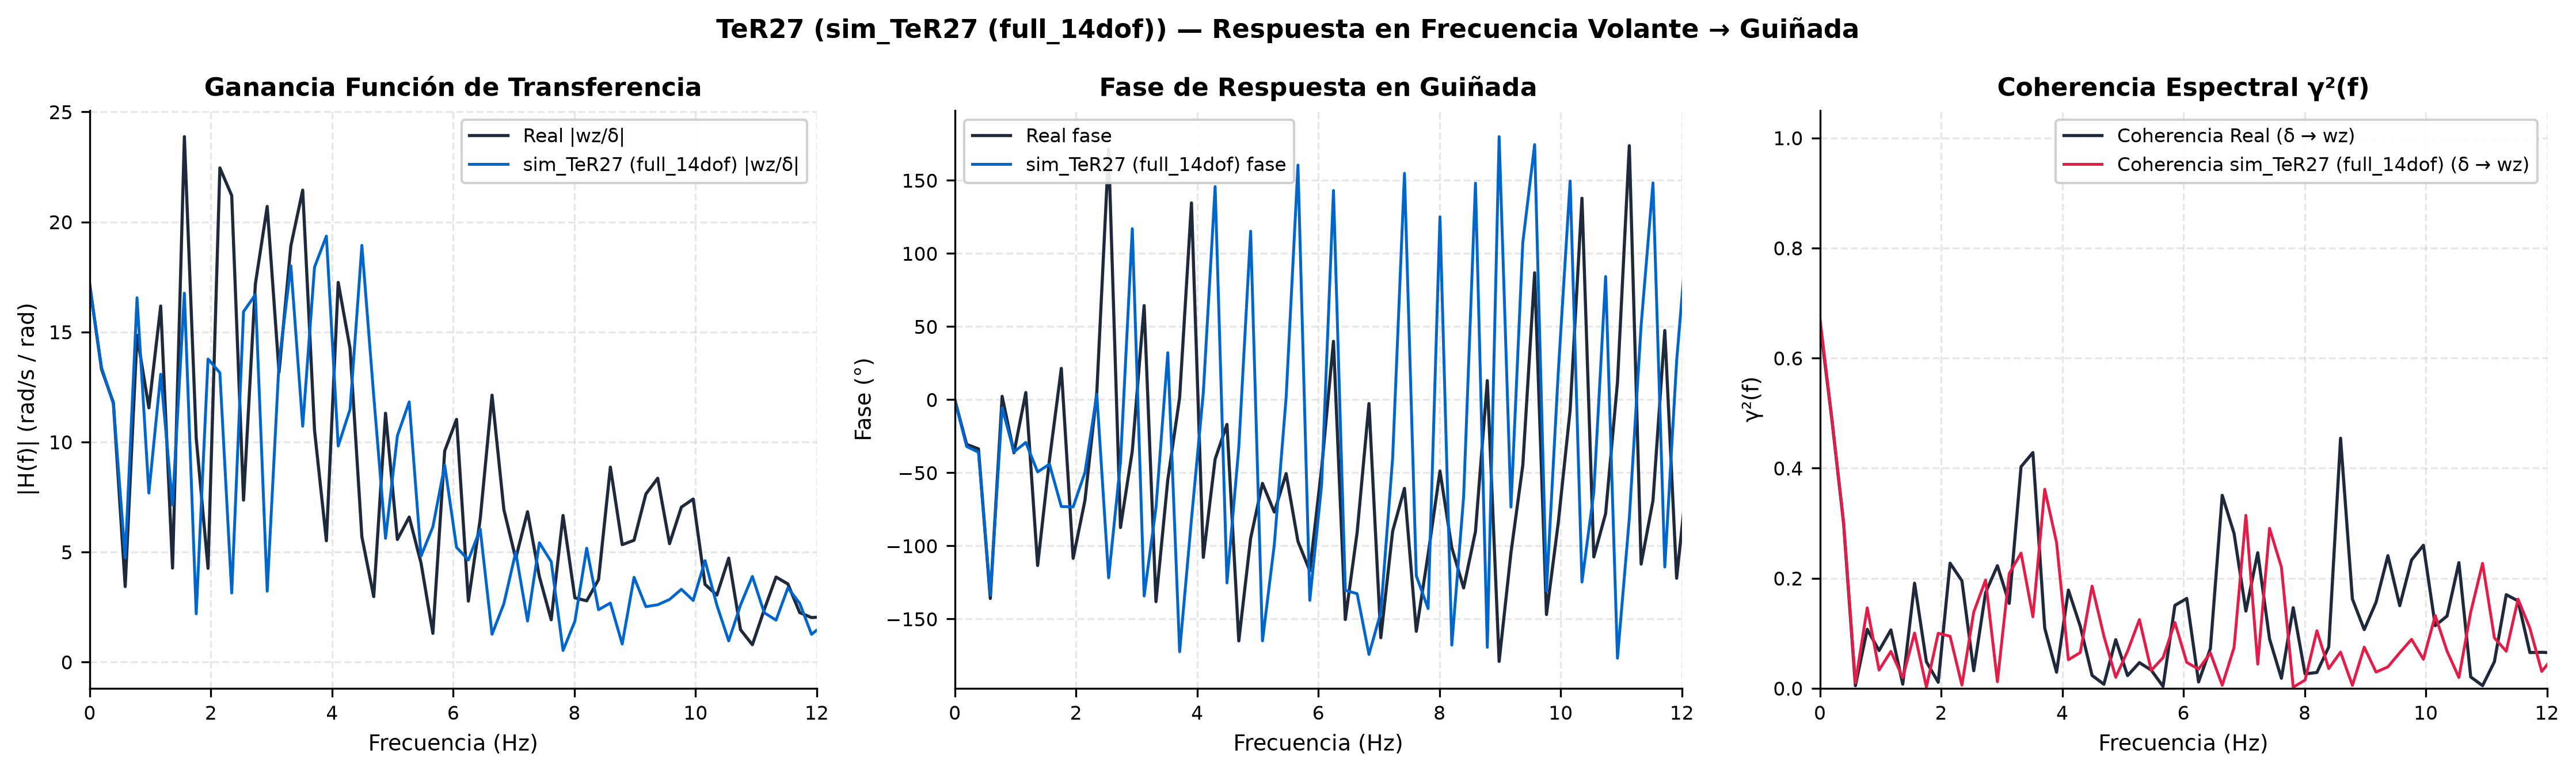 TeR27 (sim_TeR27 (full_14dof)) — Respuesta en Frecuencia Volante → Guiñada
Ganancia Función de Transferencia
|H(f)| (rad/s / rad)
25
20
15
10
5
0
Real |wz/δ|
sim_TeR27 (full_14dof) |wz/δ|
0 2 4 6 8 10 12
Frecuencia (Hz)
Fase de Respuesta en Guiñada
Fase (°)
150
100
50
0
−50
−100
−150
Real fase
sim_TeR27 (full_14dof) fase
0 2 4 6 8 10 12
Frecuencia (Hz)
Coherencia Espectral γ²(f)
γ²(f)
1.0
0.8
0.6
0.4
0.2
0.0
Coherencia Real (δ → wz)
Coherencia sim_TeR27 (full_14dof) (δ → wz)
0 2 4 6 8 10 12
Frecuencia (Hz)